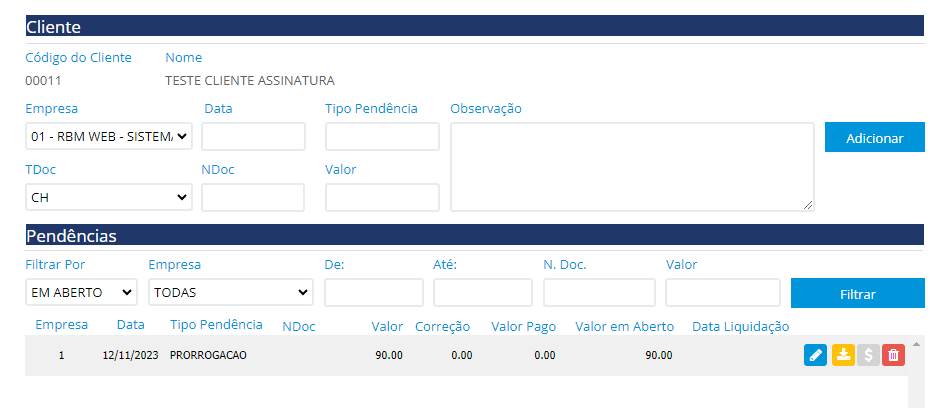 Cliente
Código do Cliente Nome
00011 TESTE CLIENTE ASSINATURA
Empresa Data Tipo Pendência Observação
01 - RBM WEB - SISTEM
Adicionar
TDoc NDoc Valor
CH
Pendências
Filtrar Por Empresa De: Até: N. Doc. Valor
EM ABERTO TODAS Filtrar
Empresa Data Tipo Pendência NDoc Valor Correção Valor Pago Valor em Aberto Data Liquidação
1 12/11/2023 PRORROGACAO 90.00 0.00 0.00 90.00 $